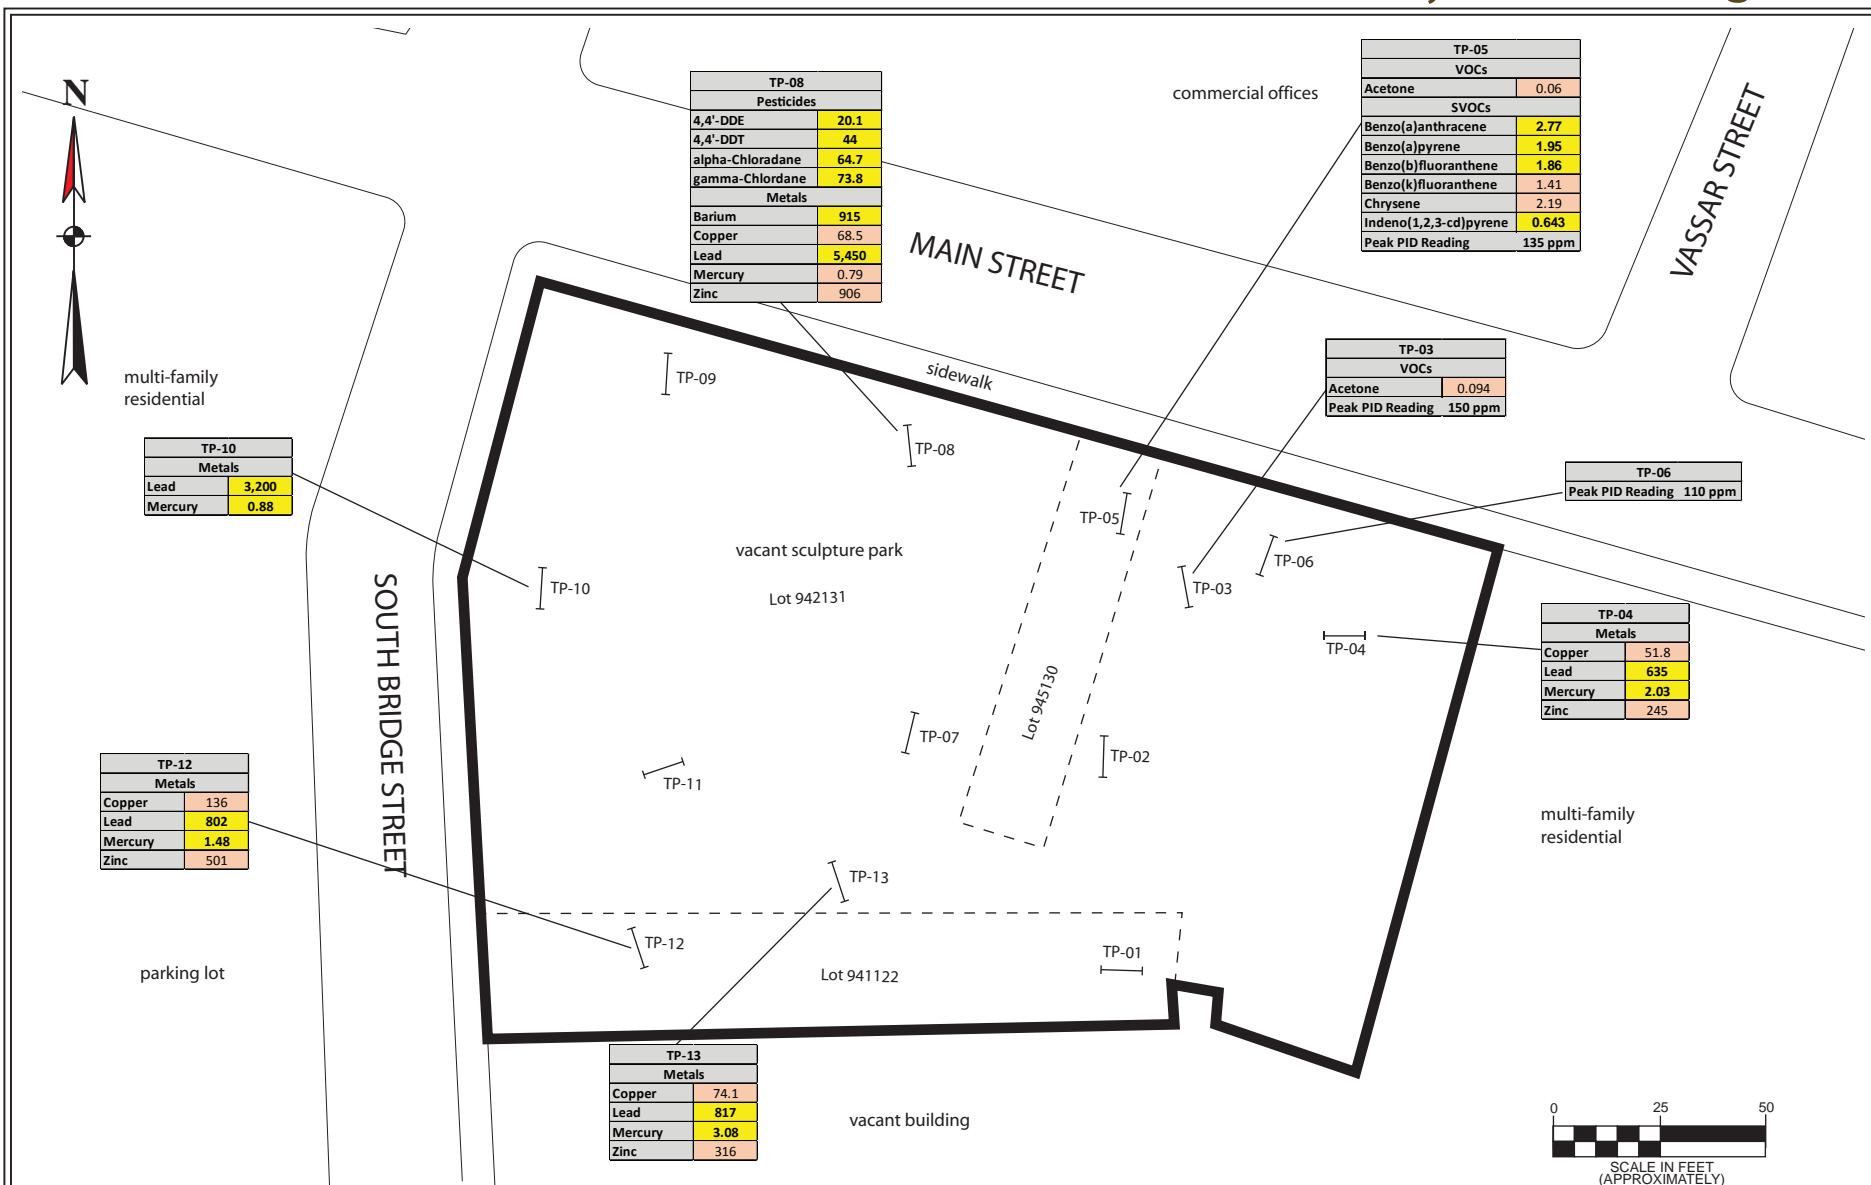 N
TP-08
Pesticides
4,4'-DDE 20.1
4,4'-DDT 44
alpha-Chloradane 64.7
gamma-Chlordane 73.8
Metals
Barium 915
Copper 68.5
Lead 5,450
Mercury 0.79
Zinc 906
commercial offices
TP-05
VOCs
Acetone 0.06
SVOCs
Benzo(a)anthracene 2.77
Benzo(a)pyrene 1.95
Benzo(b)fluoranthene 1.86
Benzo(k)fluoranthene 1.41
Chrysene 2.19
Indeno(1,2,3-cd)pyrene 0.643
Peak PID Reading 135 ppm
VASSAR STREET
MAIN STREET
sidewalk
multi-family
residential
TP-03
VOCs
Acetone 0.094
Peak PID Reading 150 ppm
TP-09
TP-08
TP-10
Metals
Lead 3,200
Mercury 0.88
TP-06
Peak PID Reading 110 ppm
TP-05
vacant sculpture park
TP-06
TP-10
TP-03
Lot 942131
SOUTH BRIDGE STREET
TP-04
TP-04
Metals
Copper 51.8
Lead 635
Mercury 2.03
Zinc 245
Lot 945130
TP-07
TP-02
TP-11
TP-12
Metals
Copper 136
Lead 802
Mercury 1.48
Zinc 501
multi-family
residential
TP-13
TP-12
TP-01
parking lot
Lot 941122
TP-13
Metals
Copper 74.1
Lead 817
Mercury 3.08
Zinc 316
vacant building
0 25 50
SCALE IN FEET
(APPROXIMATELY)